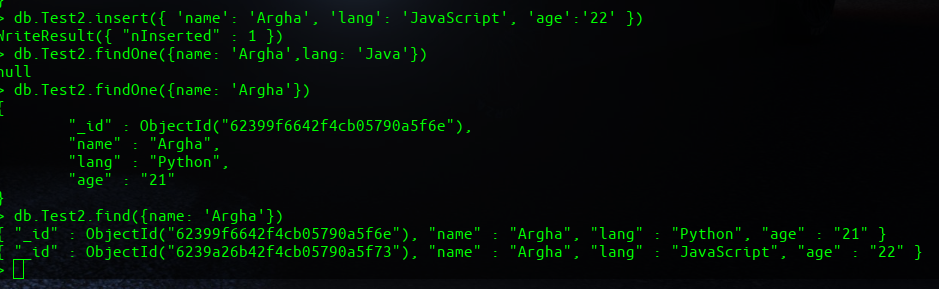 }
> db.Test2.insert({ 'name': 'Argha', 'lang': 'JavaScript', 'age':'22' })
WriteResult({ "nInserted" : 1 })
> db.Test2.findOne({name: 'Argha',lang: 'Java'})
null
> db.Test2.findOne({name: 'Argha'})
{
"_id" : ObjectId("62399f6642f4cb05790a5f6e"),
"name" : "Argha",
"lang" : "Python",
"age" : "21"
}
> db.Test2.find({name: 'Argha'})
{ "_id" : ObjectId("62399f6642f4cb05790a5f6e"), "name" : "Argha", "lang" : "Python", "age" : "21" }
{ "_id" : ObjectId("6239a26b42f4cb05790a5f73"), "name" : "Argha", "lang" : "JavaScript", "age" : "22" }
>